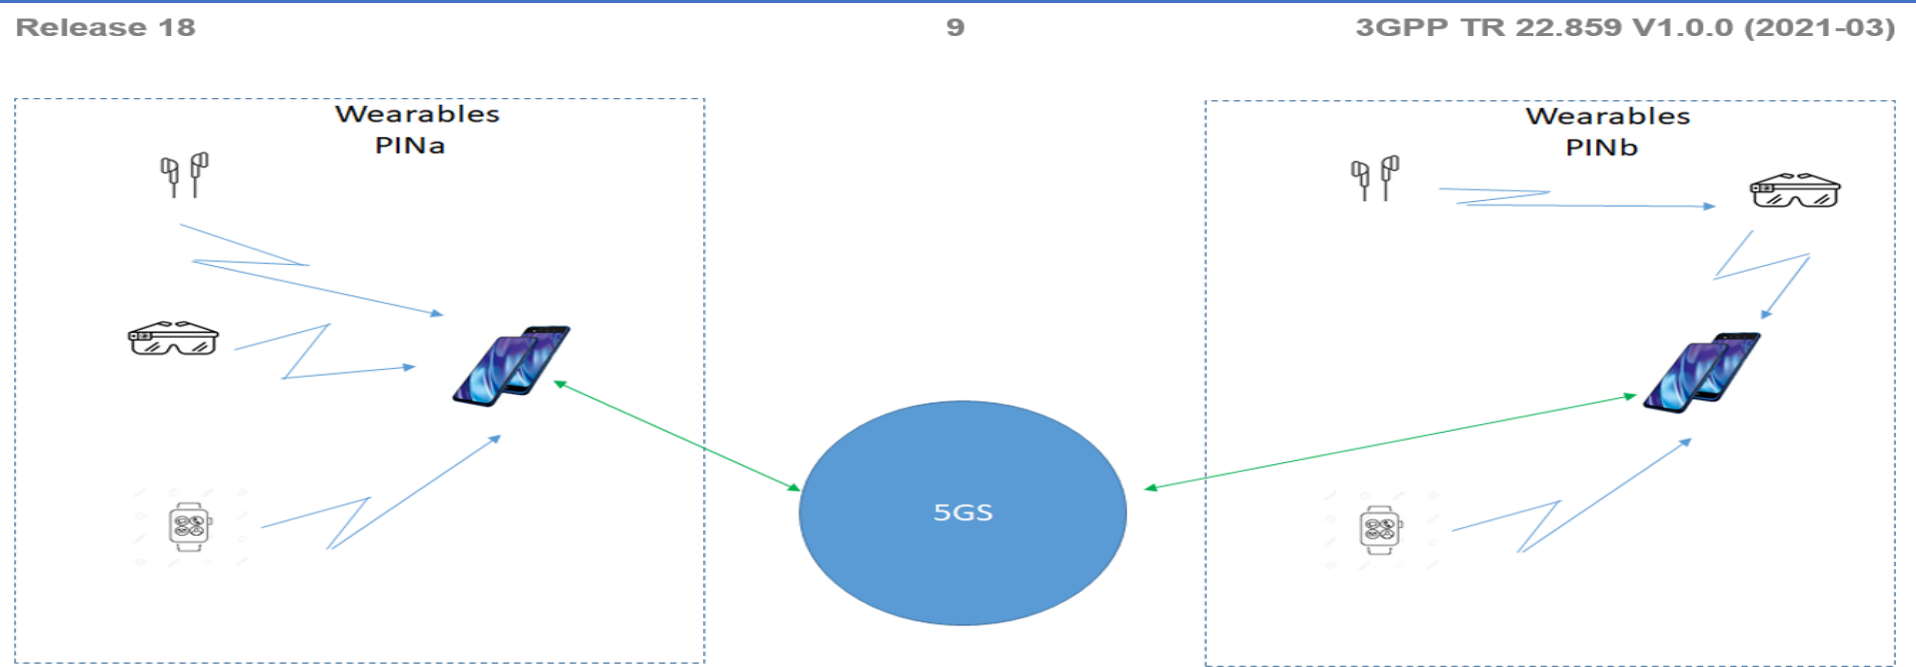 Release 18 9 3GPP TR 22.859 V1.0.0 (2021-03)
Wearables
PINa
Wearables
PINb
5GS